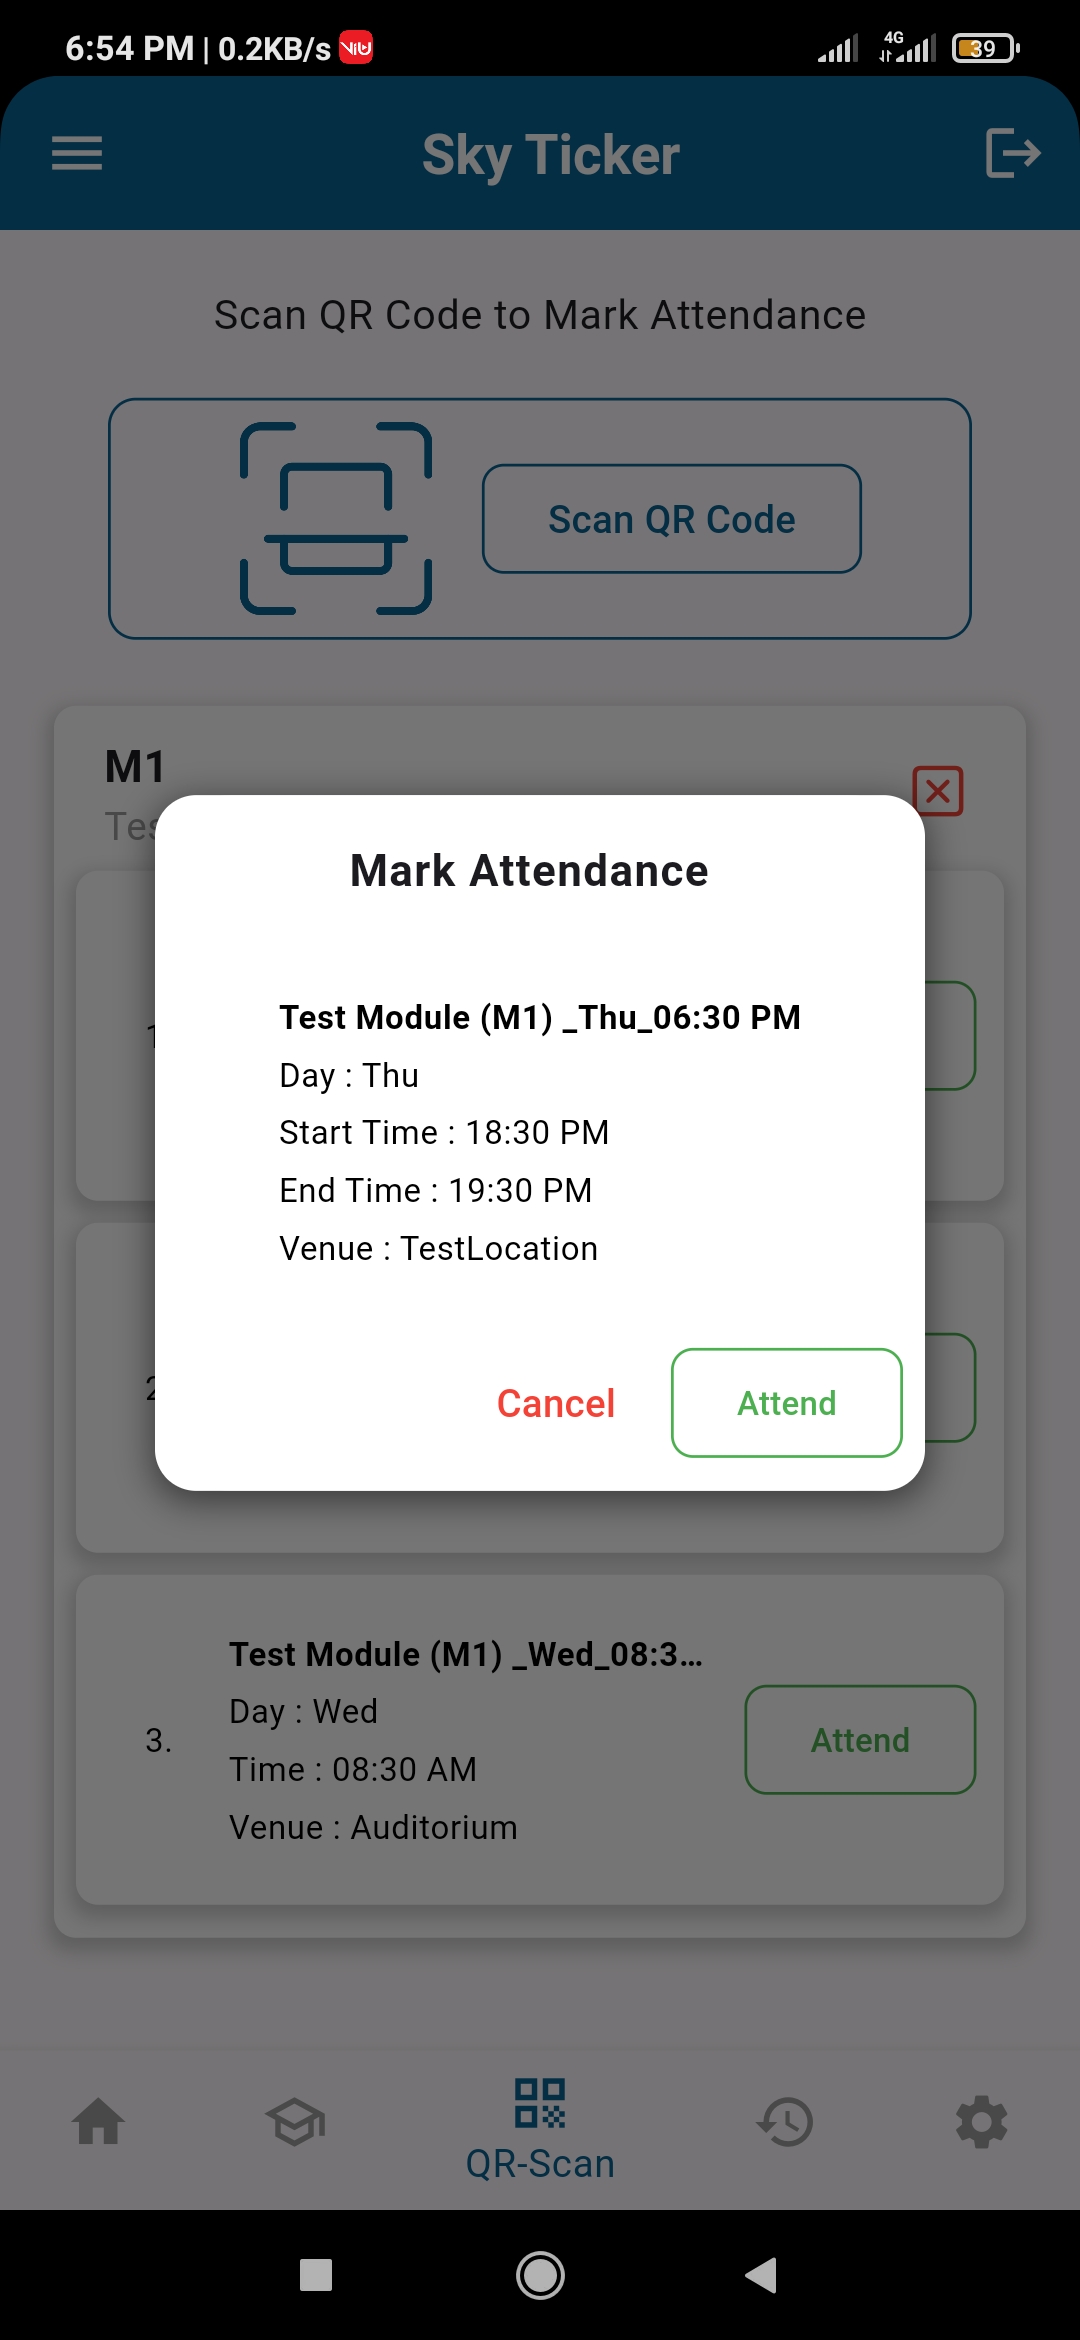 6:54 PM | 0.2KB/s
4G
39
Sky Ticker
Scan QR Code to Mark Attendance
Scan QR Code
M1
Mark Attendance
Test Module (M1) _Thu_06:30 PM
Day : Thu
Start Time : 18:30 PM
End Time : 19:30 PM
Venue : TestLocation
Cancel
Attend
3.
Test Module (M1) _Wed_08:3...
Day : Wed
Time : 08:30 AM
Venue : Auditorium
Attend
QR-Scan